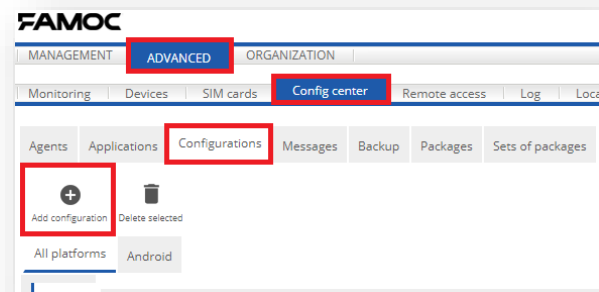 FAMOC
MANAGEMENT ADVANCED ORGANIZATION
Monitoring Devices SIM cards Config center Remote access Log
Agents Applications Configurations Messages Backup Packages Sets of packages
Add configuration Delete selected
All platforms Android